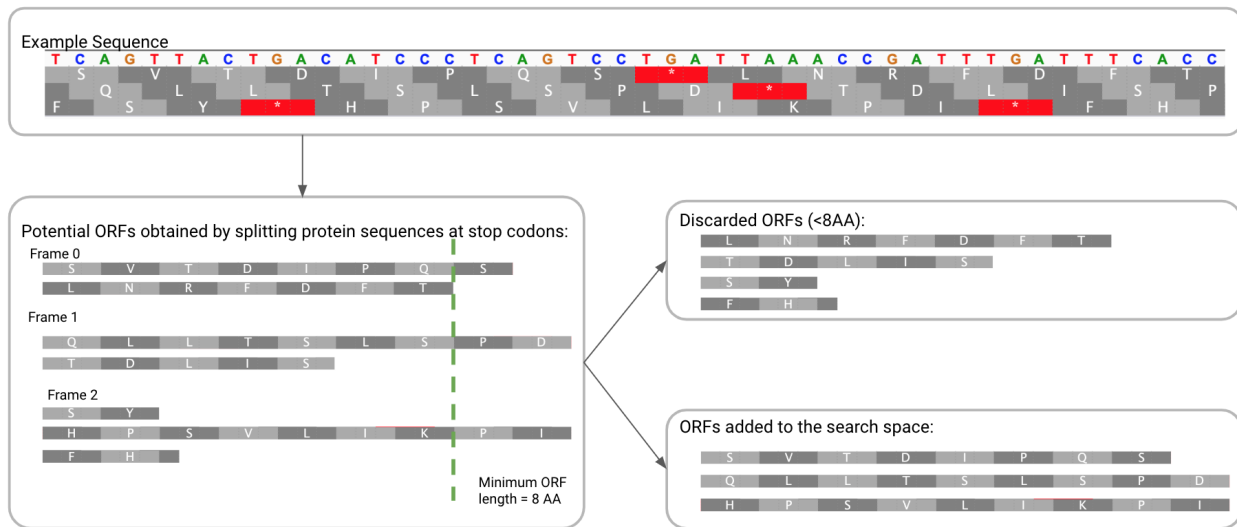 Example Sequence
T C A G T T A C T G A C A T C C C T C A G T C C T G A T T A A A C C G A T T T G A T T T C A C C
S V T D I P Q S * L N R F D F T
Q L L T S L S P D * T D L I S P
F S Y * H P S V L I K P I * F H
Potential ORFs obtained by splitting protein sequences at stop codons:
Frame 0
S V T D I P Q S
L N R F D F T
Frame 1
Q L L T S L S P D
T D L I S
Frame 2
S Y
H P S V L I K P I
F H
Minimum ORF
length = 8 AA
Discarded ORFs (<8AA):
L N R F D F T
T D L I S
S Y
F H
ORFs added to the search space:
S V T D I P Q S
Q L L T S L S P D
H P S V L I K P I